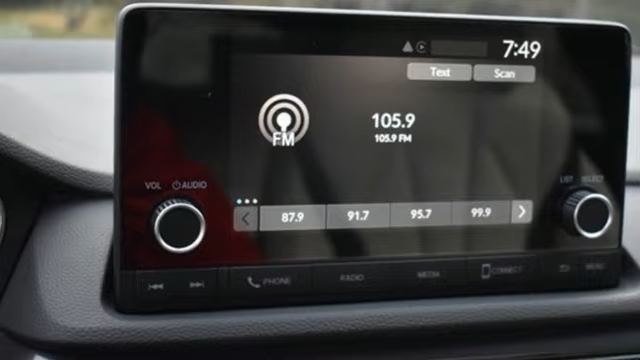 7:49
Text Scan
FM
105.9
105.9 FM
VOL AUDIO
LIST SELECT
87.9 91.7 95.7 99.9
PHONE RADIO MEDIA CONNECT MENU